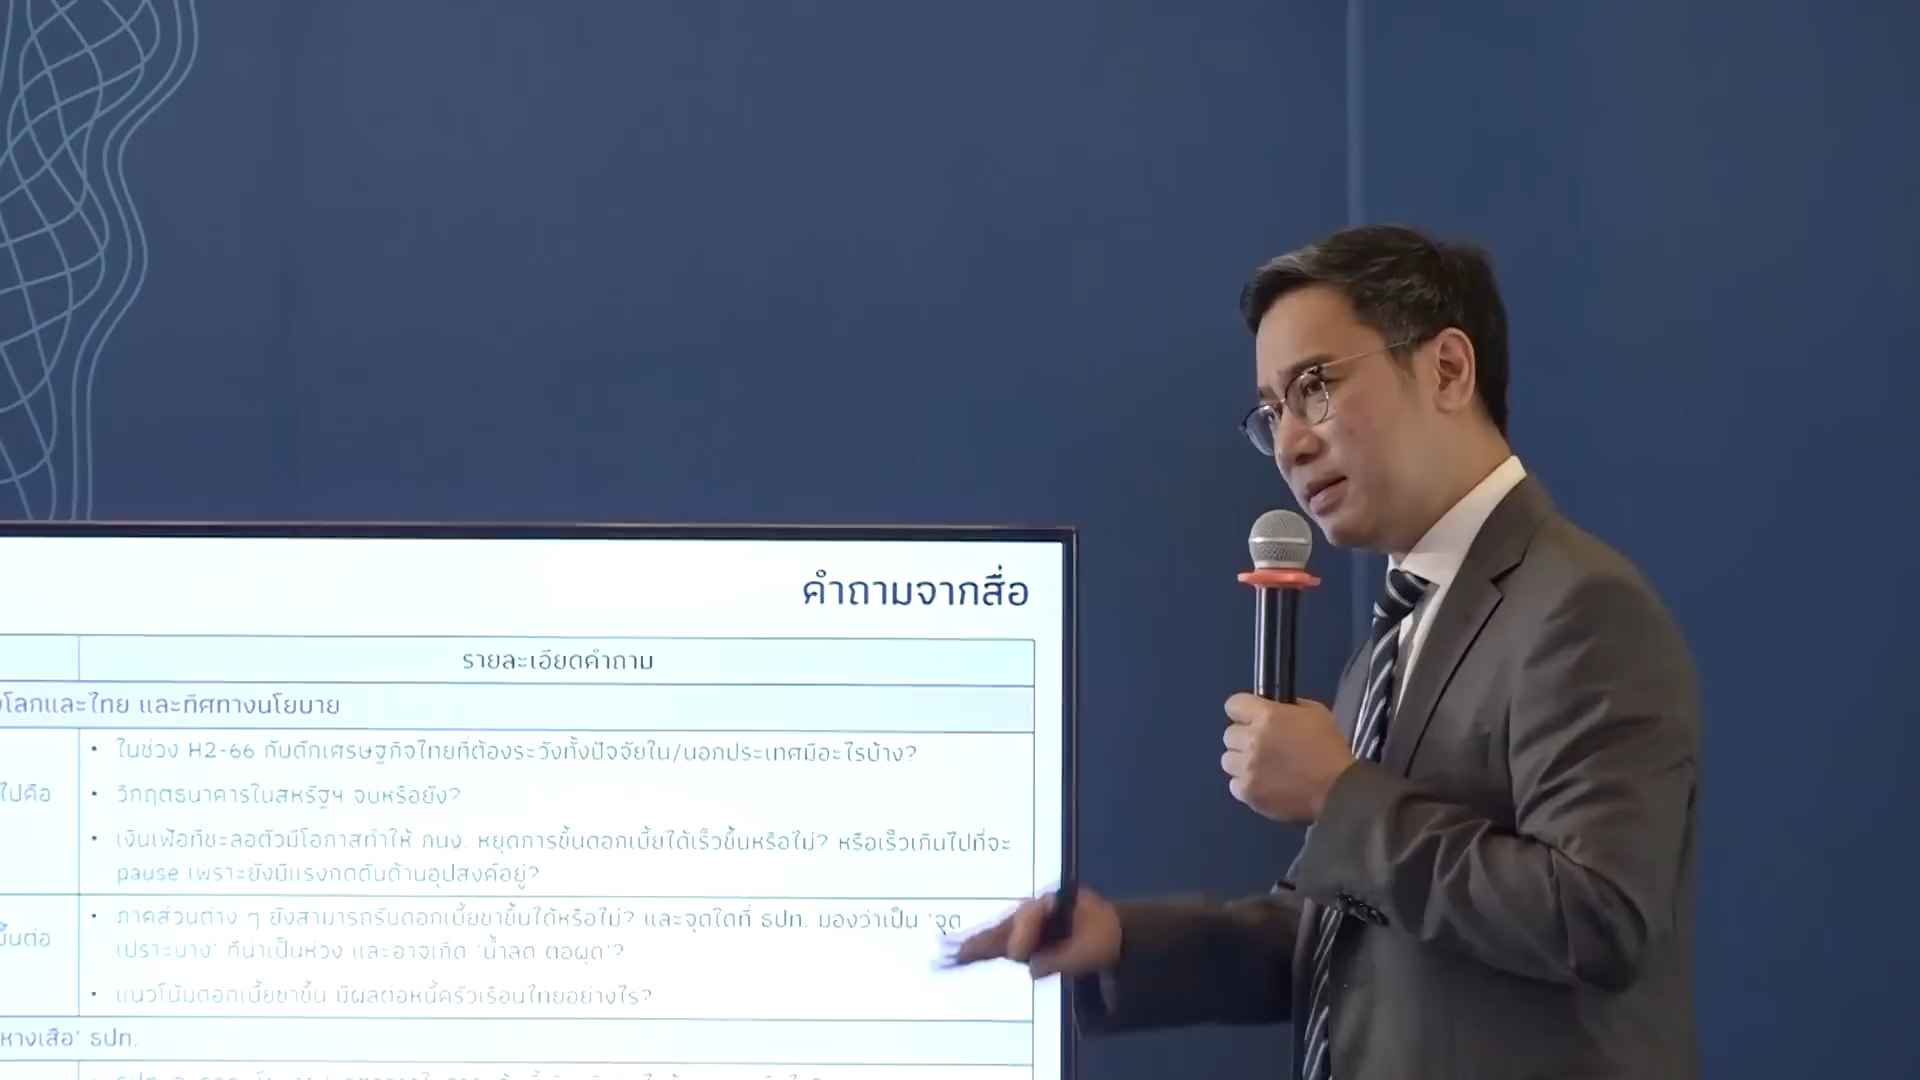 คำถามจากสื่อ
รายละเอียดคำถาม
โลกและไทย และทิศทางนโยบาย
• ในช่วง H2-66 กับดักเศรษฐกิจไทยที่ต้องระวังทั้งปัจจัยใน/นอกประเทศมีอะไรบ้าง?
ไปคือ
• วิกฤตธนาคารในสหรัฐฯ จบหรือยัง?
• เงินเฟ้อที่ชะลอตัวมีโอกาสทำให้ กนง. หยุดการขึ้นดอกเบี้ยได้เร็วขึ้นหรือไม่? หรือเร็วเกินไปที่จะ
pause เพราะยังมีแรงกดดันด้านอุปสงค์อยู่?
• ภาคส่วนต่าง ๆ ยังสามารถรับดอกเบี้ยขาขึ้นได้หรือไม่? และจุดใดที่ ธปท. มองว่าเป็น 'จุด
เปราะบาง' ที่น่าเป็นห่วง และอาจเกิด 'น้ำลด ตอผุด'?
ขึ้นต่อ
• แนวโน้มดอกเบี้ยขาขึ้น มีผลต่อหนี้ครัวเรือนไทยอย่างไร?
หางเสือ' ธปท.